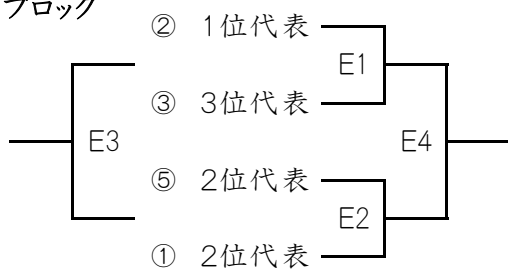 ブロック
② 1位代表
E1
③ 3位代表
E3
E4
⑤ 2位代表
E2
① 2位代表